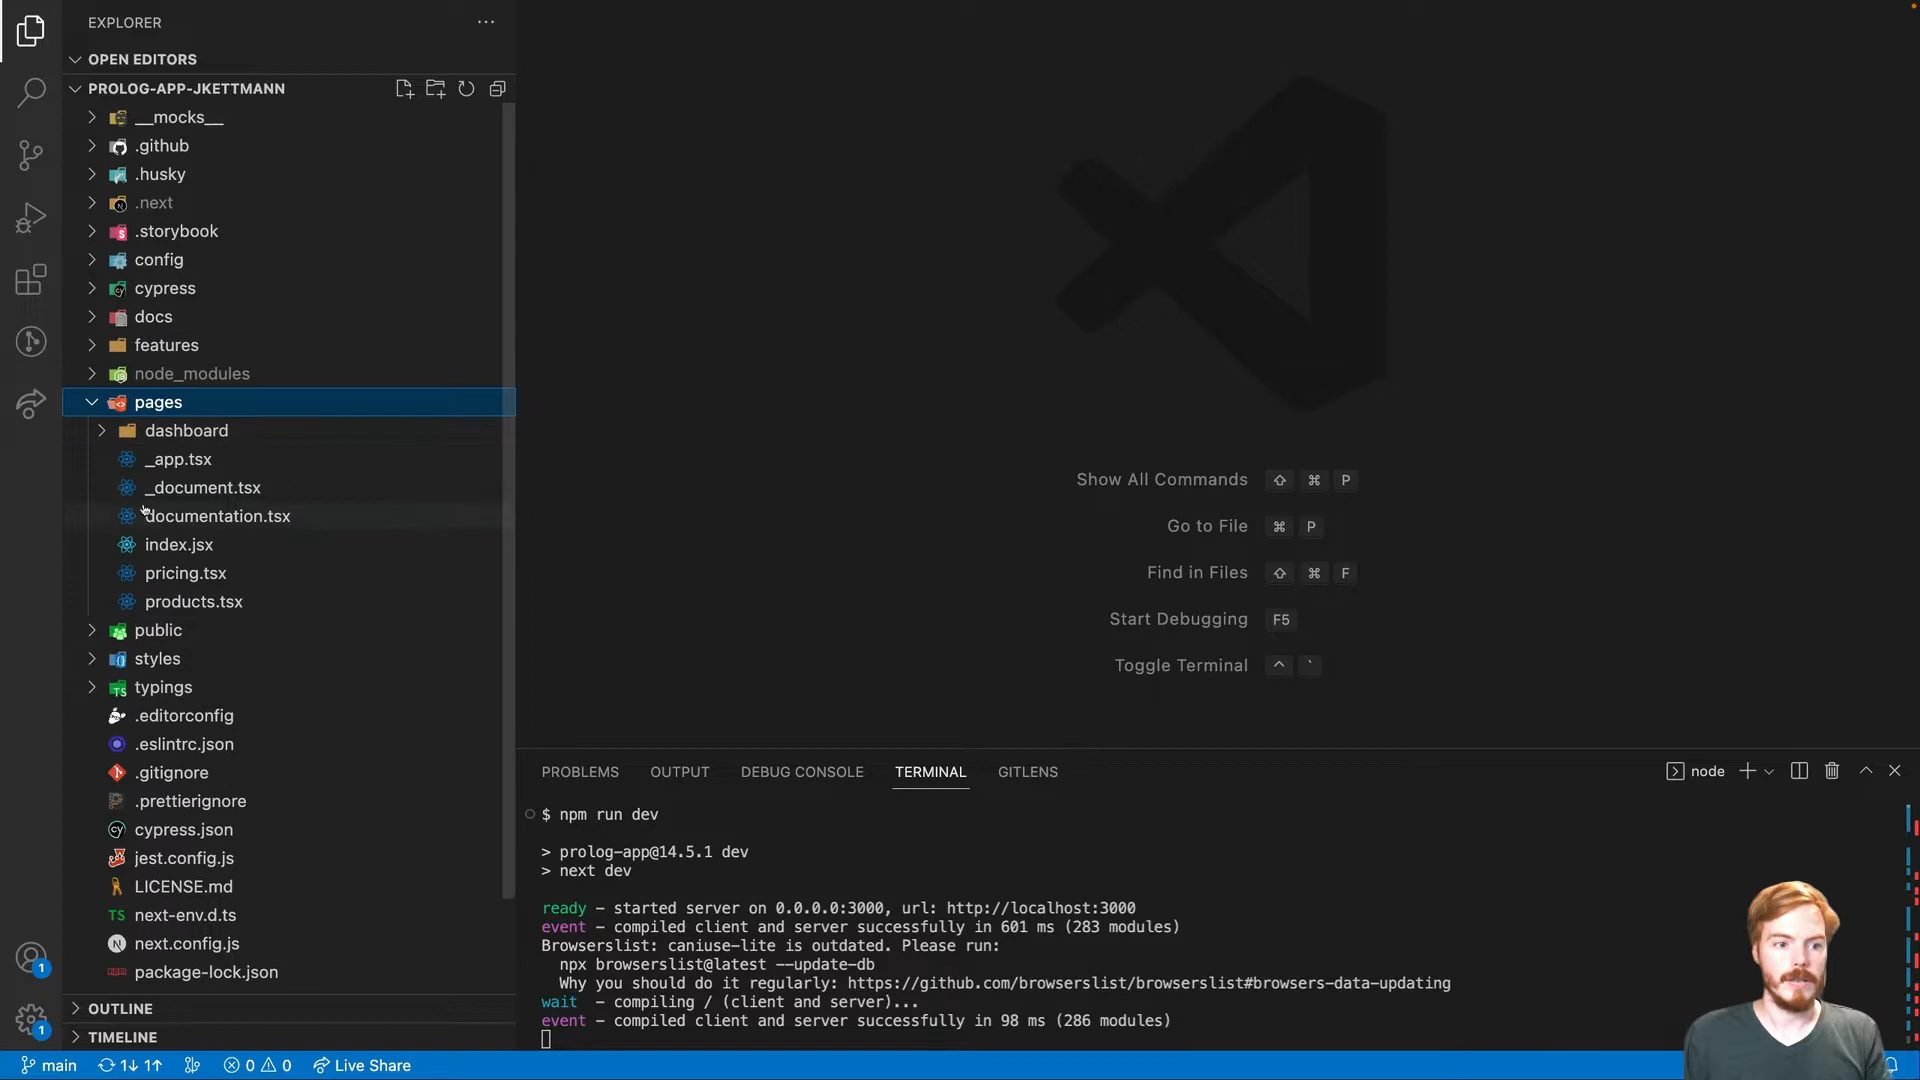 EXPLORER
OPEN EDITORS
PROLOG-APP-JKETTMANN
__mocks__
.github
.husky
.next
.storybook
config
cypress
docs
features
node_modules
pages
dashboard
_app.tsx
_document.tsx
documentation.tsx
index.jsx
pricing.tsx
products.tsx
public
styles
typings
.editorconfig
.eslintrc.json
.gitignore
.prettierignore
cypress.json
jest.config.js
LICENSE.md
TS next-env.d.ts
next.config.js
package-lock.json
OUTLINE
TIMELINE
1
1
Show All Commands ⇧ ⌘ P
Go to File ⌘ P
Find in Files ⇧ ⌘ F
Start Debugging F5
Toggle Terminal ^ `
PROBLEMS OUTPUT DEBUG CONSOLE TERMINAL GITLENS
node
$ npm run dev
> prolog-app@14.5.1 dev
> next dev
ready - started server on 0.0.0.0:3000, url: http://localhost:3000
event - compiled client and server successfully in 601 ms (283 modules)
Browserslist: caniuse-lite is outdated. Please run:
npx browserslist@latest --update-db
Why you should do it regularly: https://github.com/browserslist/browserslist#browsers-data-updating
wait - compiling / (client and server)...
event - compiled client and server successfully in 98 ms (286 modules)
main 1↓ 1↑ 0 0 Live Share